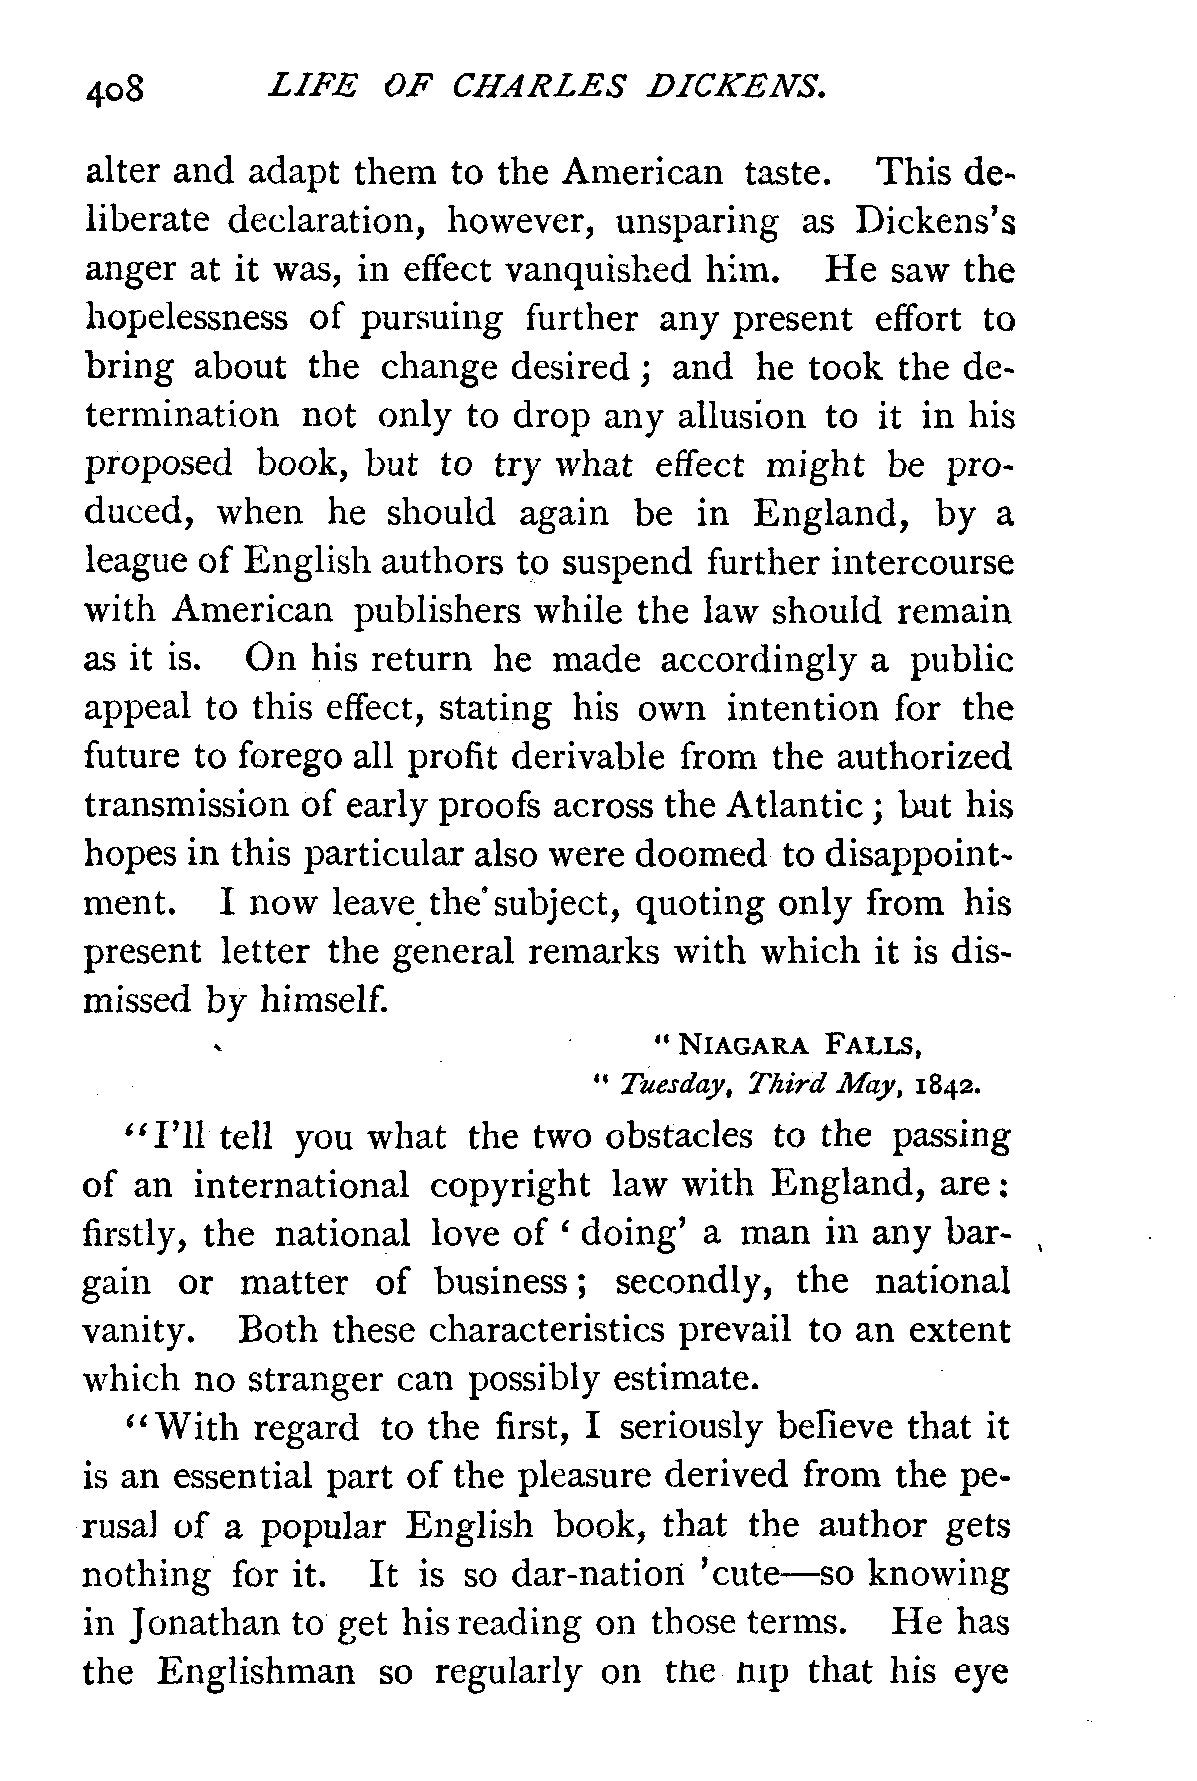 408 LIFE OF CHARLES DICKENS.
alter and adapt them to the American taste. This de-
liberate declaration, however, unsparing as Dickens's
anger at it was, in effect vanquished him. He saw the
hopelessness of pursuing further any present effort to
bring about the change desired ; and he took the de-
termination not only to drop any allusion to it in his
proposed book, but to try what effect might be pro-
duced, when he should again be in England, by a
league of English authors to suspend further intercourse
with American publishers while the law should remain
as it is. On his return he made accordingly a public
appeal to this effect, stating his own intention for the
future to forego all profit derivable from the authorized
transmission of early proofs across the Atlantic ; but his
hopes in this particular also were doomed to disappoint-
ment. I now leave the subject, quoting only from his
present letter the general remarks with which it is dis-
missed by himself.
" NIAGARA FALLS,
" Tuesday, Third May, 1842.
"I'll tell you what the two obstacles to the passing
of an international copyright law with England, are :
firstly, the national love of ' doing' a man in any bar-
gain or matter of business ; secondly, the national
vanity. Both these characteristics prevail to an extent
which no stranger can possibly estimate.
"With regard to the first, I seriously believe that it
is an essential part of the pleasure derived from the pe-
rusal of a popular English book, that the author gets
nothing for it. It is so dar-nation 'cute—so knowing
in Jonathan to get his reading on those terms. He has
the Englishman so regularly on the hip that his eye